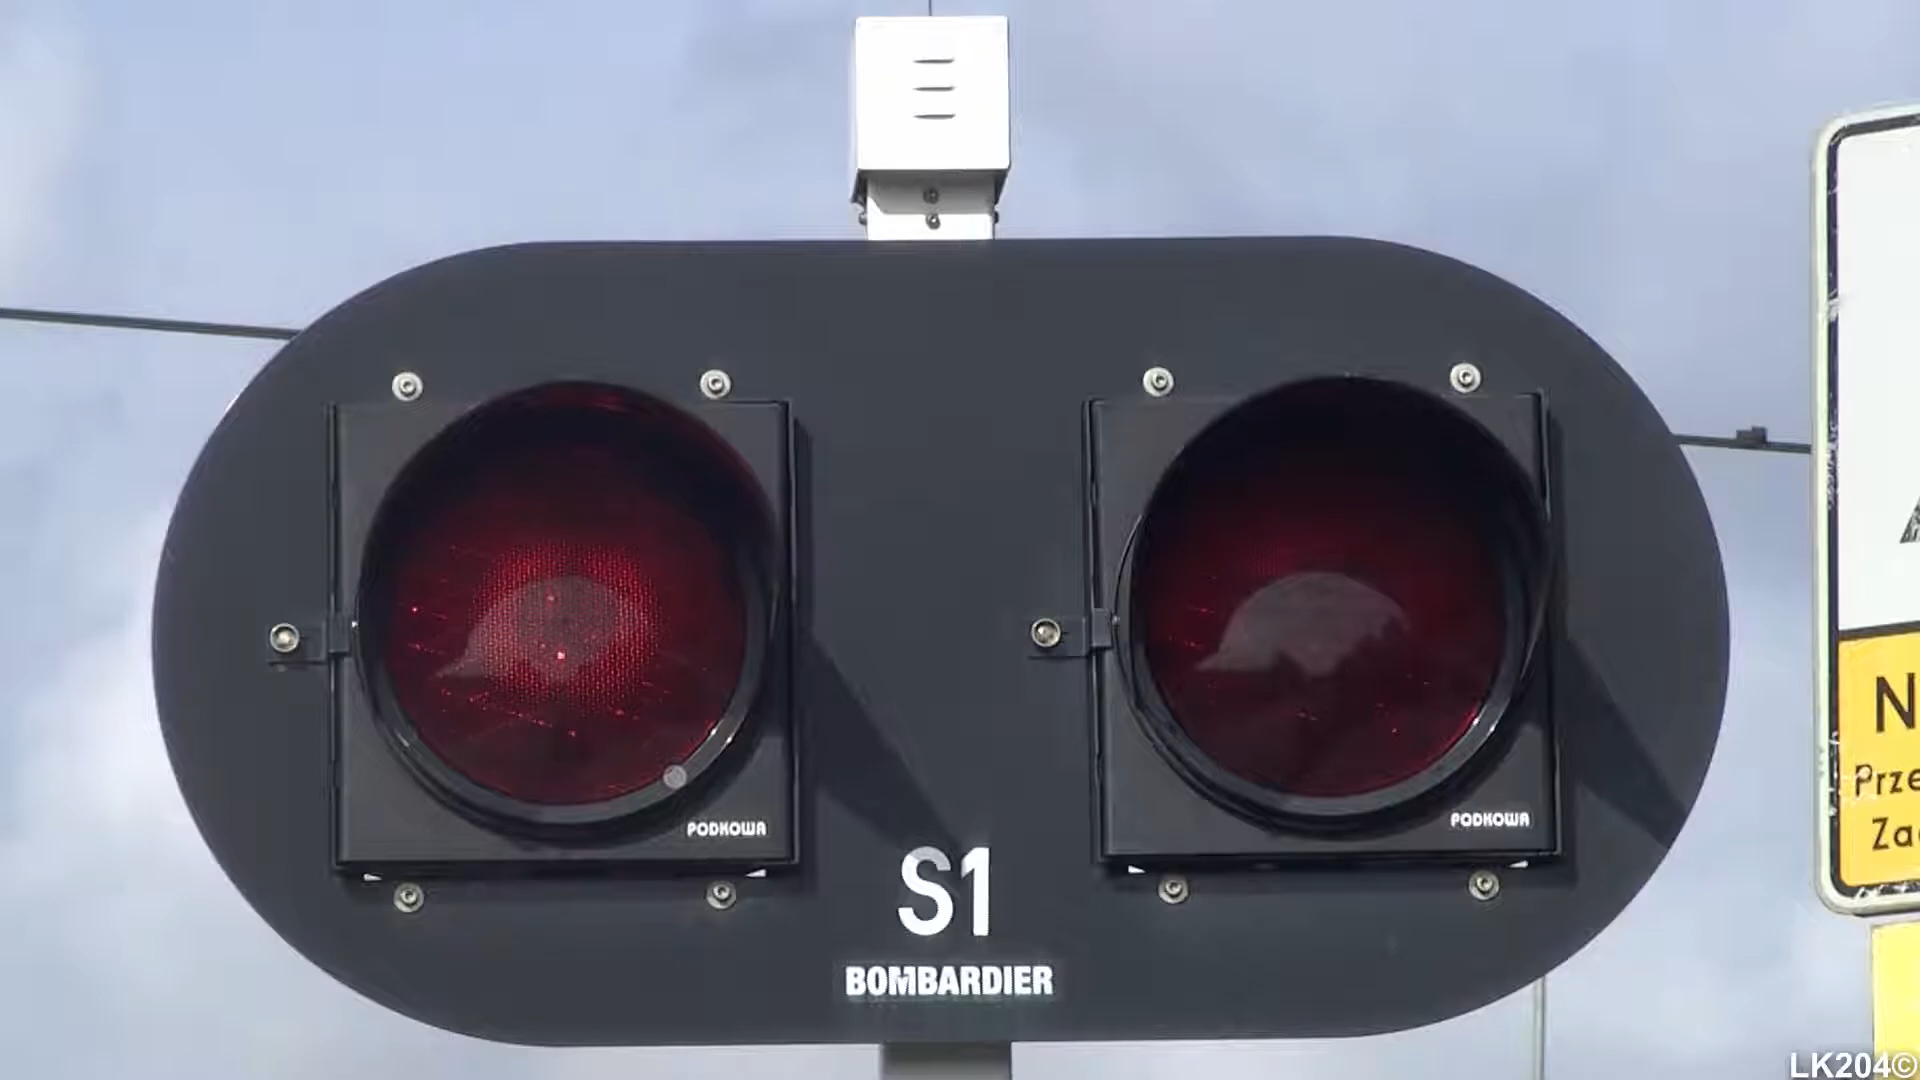 PODKOWA
PODKOWA
S1
BOMBARDIER
N
Prze
Za
LK204©